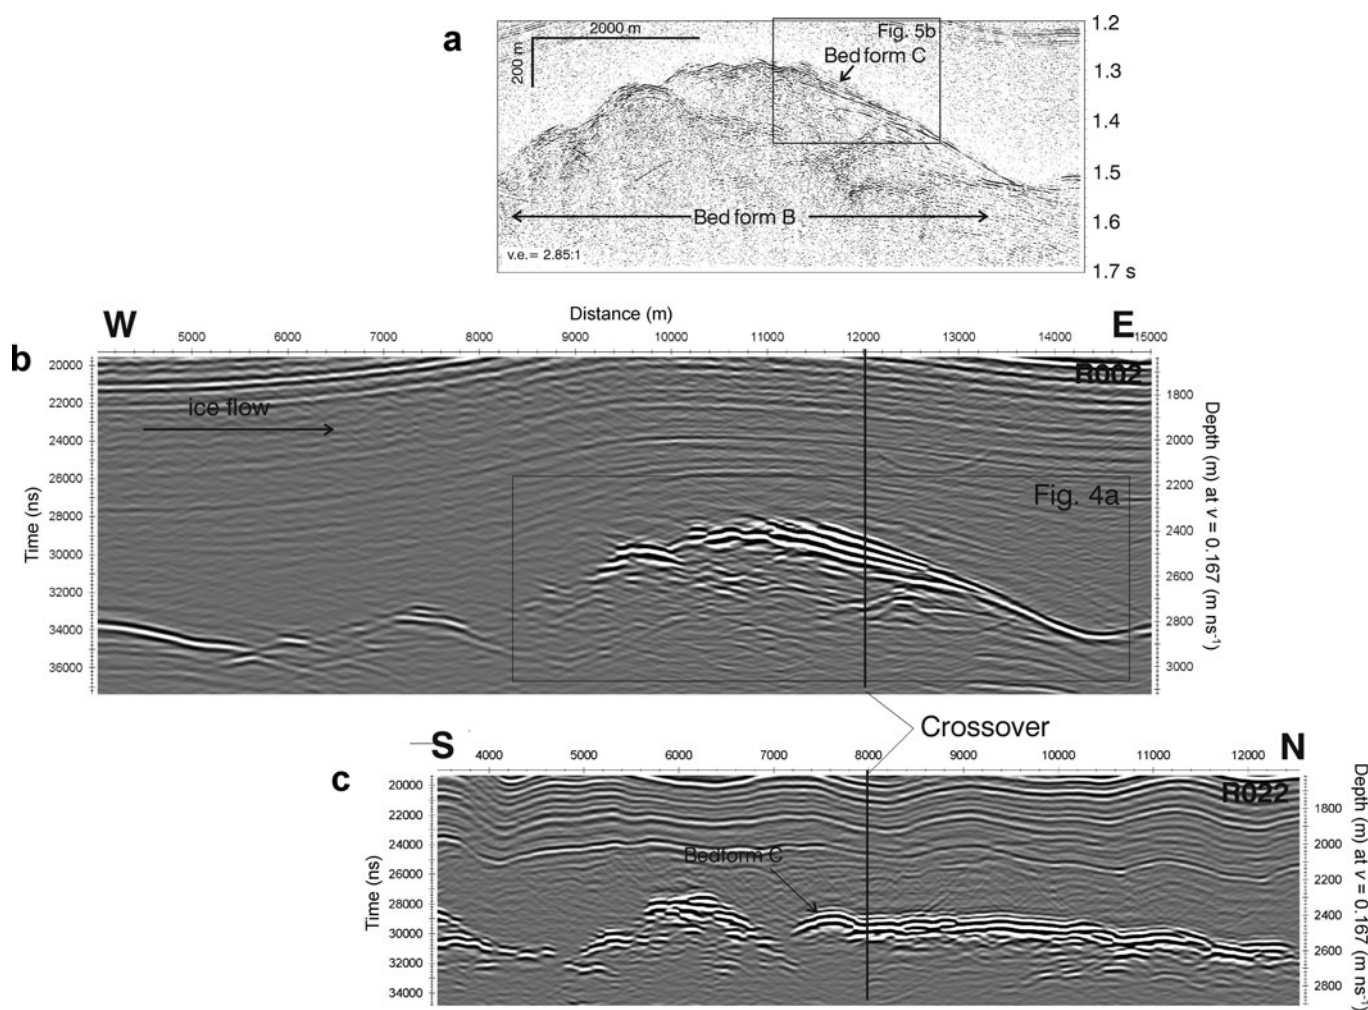 a
2000 m
200 m
Fig. 5b
Bed form C
Bed form B
v.e.= 2.85:1
1.2
1.3
1.4
1.5
1.6
1.7 s
b
W
Distance (m)
E
5000 6000 7000 8000 9000 10000 11000 12000 13000 14000 15000
R002
ice flow
Fig. 4a
Time (ns)
20000
22000
24000
26000
28000
30000
32000
34000
36000
1800
2000
2200
2400
2600
2800
3000
Depth (m) at v = 0.167 (m ns⁻¹)
Crossover
c
S
N
4000 5000 6000 7000 8000 9000 10000 11000 12000
R022
Bedform C
Time (ns)
20000
22000
24000
26000
28000
30000
32000
34000
1800
2000
2200
2400
2600
2800
Depth (m) at v = 0.167 (m ns⁻¹)